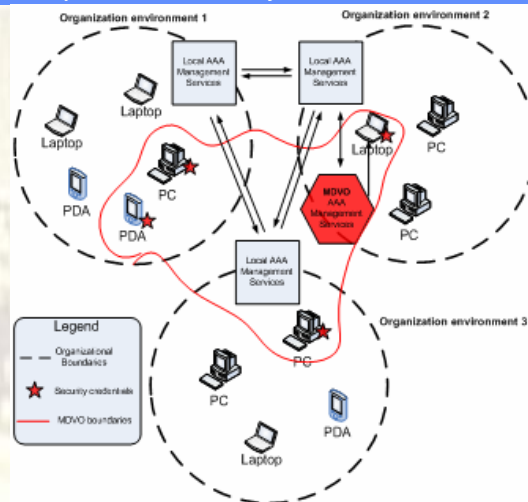 Organization environment 1
Organization environment 2
Local AAA
Management
Services
Local AAA
Management
Services
Laptop
Laptop
PC
PDA
PDA
Laptop
PC
PC
MDVO
AAA
Management
Services
Local AAA
Management
Services
Organization environment 3
PC
PC
PDA
Laptop
Legend
Organizational
Boundaries
Security credentials
MDVO boundaries